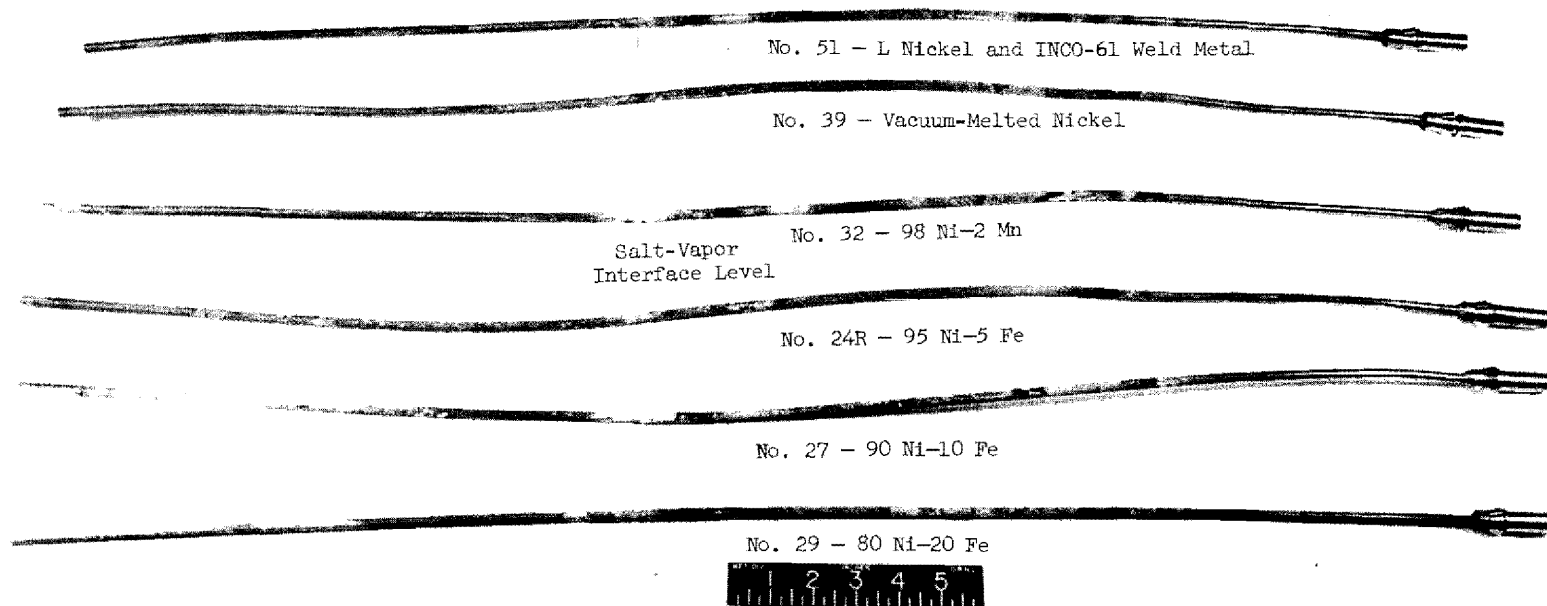 No. 51 — L Nickel and INCO-61 Weld Metal
No. 39 — Vacuum-Melted Nickel
No. 32 — 98 Ni—2 Mn
Salt-Vapor
Interface Level
No. 24R — 95 Ni—5 Fe
No. 27 — 90 Ni—10 Fe
No. 29 — 80 Ni—20 Fe
1 2 3 4 5